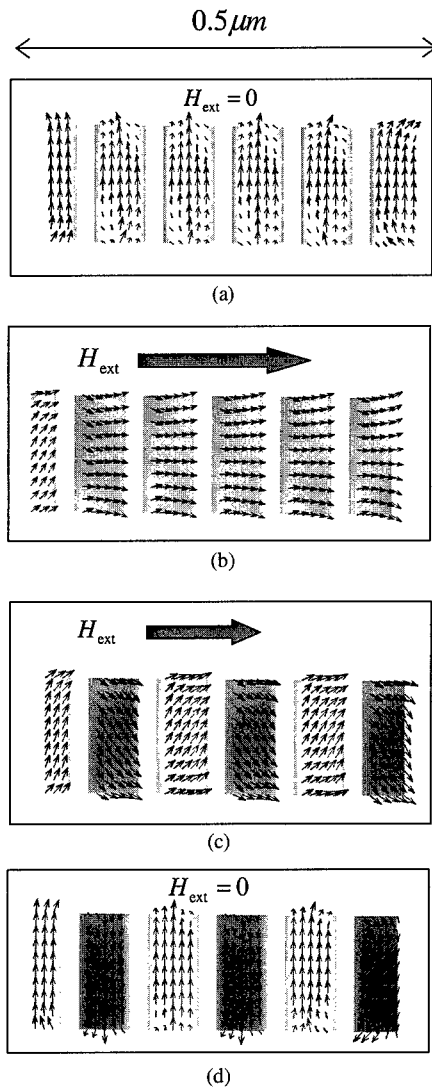 0.5μm
H_ext = 0
(a)
H_ext
(b)
H_ext
(c)
H_ext = 0
(d)